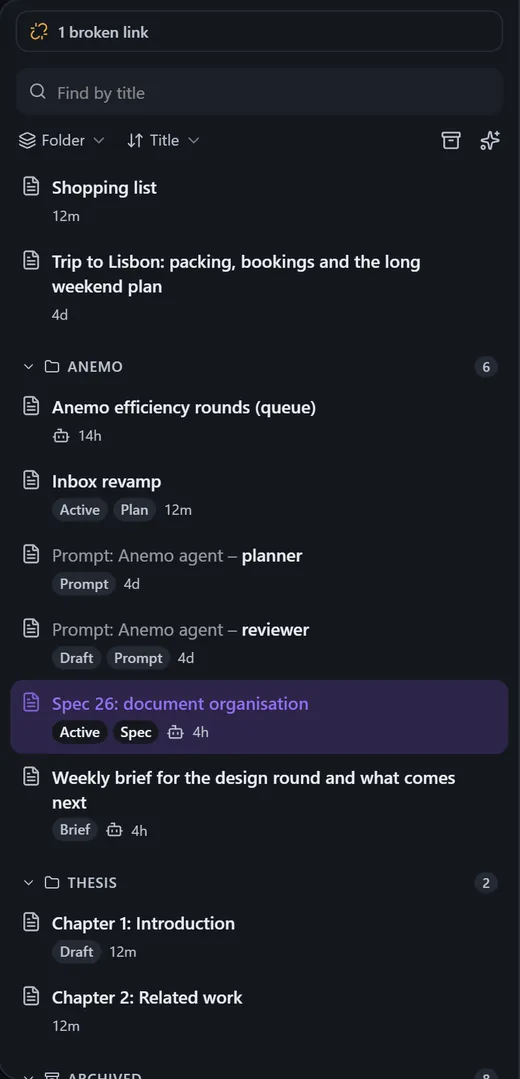 1 broken link
Find by title
Folder Title
Shopping list
12m
Trip to Lisbon: packing, bookings and the long
weekend plan
4d
ANEMO 6
Anemo efficiency rounds (queue)
14h
Inbox revamp
Active Plan 12m
Prompt: Anemo agent – planner
Prompt 4d
Prompt: Anemo agent – reviewer
Draft Prompt 4d
Spec 26: document organisation
Active Spec 4h
Weekly brief for the design round and what comes
next
Brief 4h
THESIS 2
Chapter 1: Introduction
Draft 12m
Chapter 2: Related work
12m
ARCHIVED 8